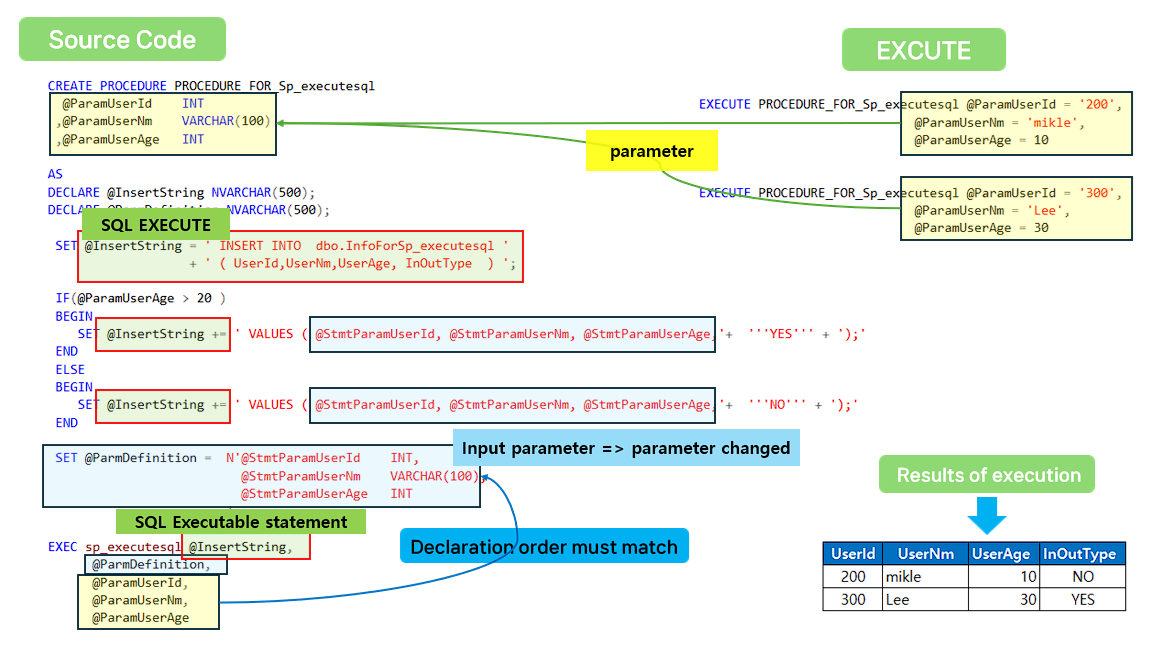 Source Code
EXCUTE
CREATE PROCEDURE PROCEDURE_FOR_Sp_executesql
@ParamUserId INT
,@ParamUserNm VARCHAR(100)
,@ParamUserAge INT
EXECUTE PROCEDURE_FOR_Sp_executesql @ParamUserId = '200',
@ParamUserNm = 'mikle',
@ParamUserAge = 10
parameter
EXECUTE PROCEDURE_FOR_Sp_executesql @ParamUserId = '300',
@ParamUserNm = 'Lee',
@ParamUserAge = 30
AS
DECLARE @InsertString NVARCHAR(500);
DECLARE @ParmDefinition NVARCHAR(500);
SQL EXECUTE
SET @InsertString = ' INSERT INTO dbo.InfoForSp_executesql '
+ ' ( UserId,UserNm,UserAge, InOutType ) ';
IF(@ParamUserAge > 20 )
BEGIN
SET @InsertString += ' VALUES ( @StmtParamUserId, @StmtParamUserNm, @StmtParamUserAge, '+ '''YES''' + ');'
END
ELSE
BEGIN
SET @InsertString += ' VALUES ( @StmtParamUserId, @StmtParamUserNm, @StmtParamUserAge, '+ '''NO''' + ');'
END
Input parameter => parameter changed
SET @ParmDefinition = N'@StmtParamUserId INT,
@StmtParamUserNm VARCHAR(100),
@StmtParamUserAge INT
SQL Executable statement
EXEC sp_executesql @InsertString,
@ParmDefinition,
@ParamUserId,
@ParamUserNm,
@ParamUserAge
Declaration order must match
Results of execution
UserId UserNm UserAge InOutType
200 mikle 10 NO
300 Lee 30 YES